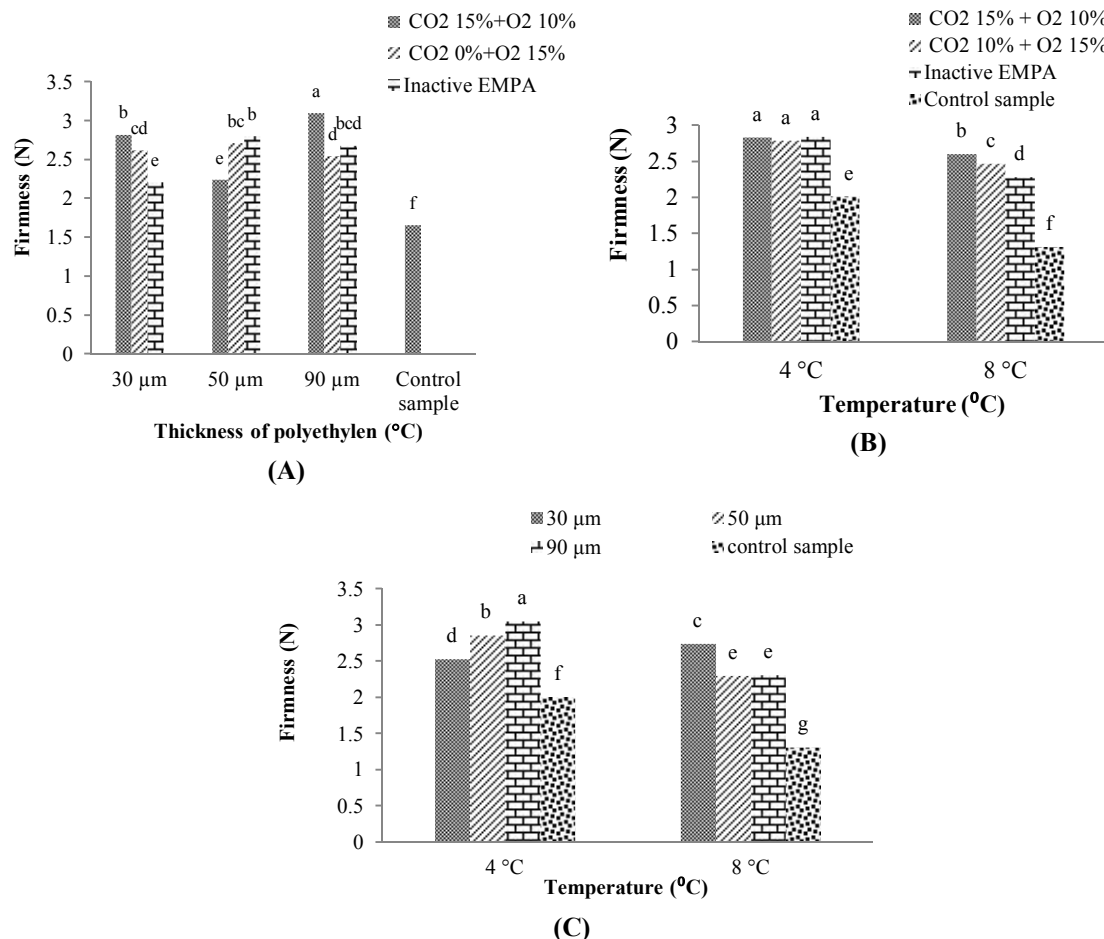 CO2 15%+O2 10%
CO2 0%+O2 15%
Inactive EMPA
Firmness (N)
3.5
3
2.5
2
1.5
1
0.5
0
b
cd
e
e
bc
b
a
d
bcd
f
30 µm
50 µm
90 µm
Control
sample
Thickness of polyethylen (°C)
(A)
CO2 15% + O2 10%
CO2 10% + O2 15%
Inactive EMPA
Control sample
Firmness (N)
3
2.5
2
1.5
1
0.5
0
a
a
a
e
b
c
d
f
4 °C
8 °C
Temperature (⁰C)
(B)
30 µm
50 µm
90 µm
control sample
Firmness (N)
3.5
3
2.5
2
1.5
1
0.5
0
d
b
a
f
c
e
e
g
4 °C
8 °C
Temperature (⁰C)
(C)